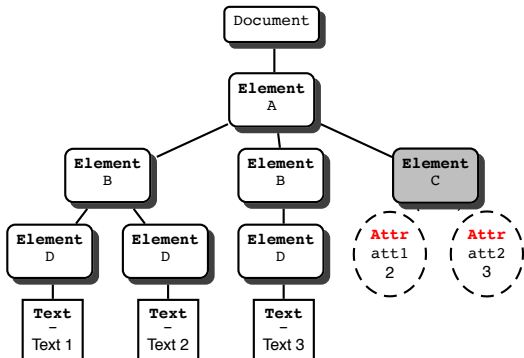 Document
Element
A
Element
B
Element
B
Element
C
Element
D
Element
D
Element
D
Attr
att1
2
Attr
att2
3
Text
–
Text 1
Text
–
Text 2
Text
–
Text 3